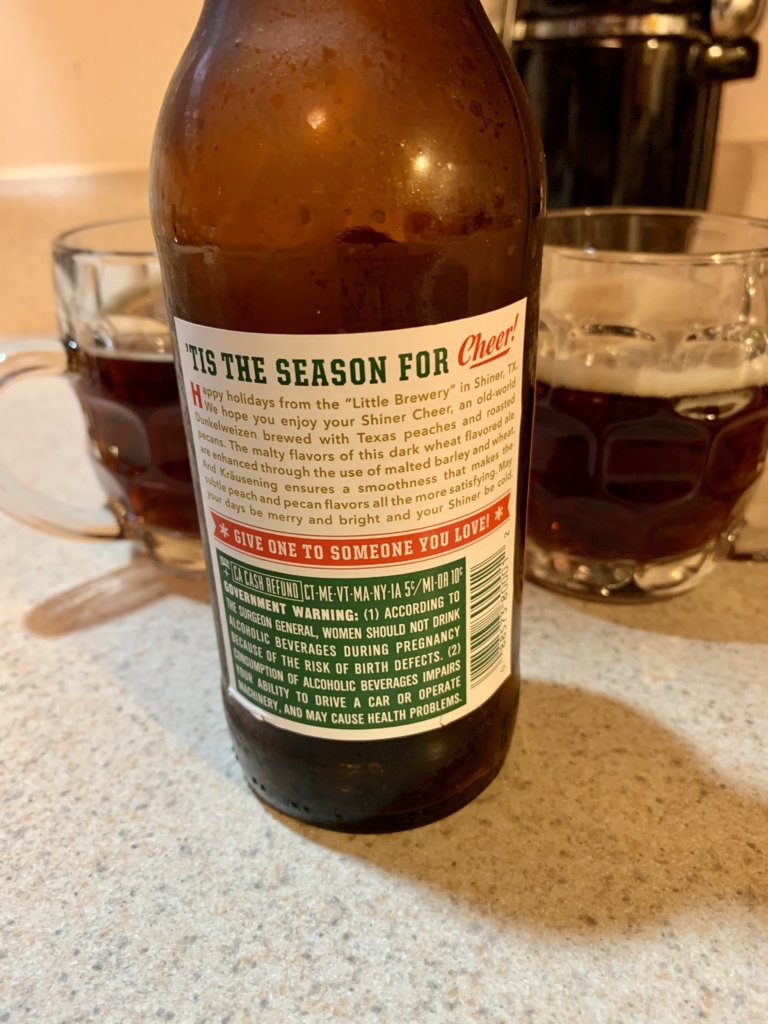 'TIS THE SEASON FOR Cheer!
Happy holidays from the "Little Brewery" in Shiner, TX.
We hope you enjoy your Shiner Cheer, an old-world
Dunkelweizen brewed with Texas peaches and roasted
pecans. The malty flavors of this dark wheat flavored ale
are enhanced through the use of malted barley and wheat.
And Kräusening ensures a smoothness that makes the
subtle peach and pecan flavors all the more satisfying. May
your days be merry and bright and your Shiner be cold.
* GIVE ONE TO SOMEONE YOU LOVE! *
CA CASH REFUND CT-ME-VT-MA-NY-IA 5¢/MI-OR 10¢
GOVERNMENT WARNING: (1) ACCORDING TO
THE SURGEON GENERAL, WOMEN SHOULD NOT DRINK
ALCOHOLIC BEVERAGES DURING PREGNANCY
BECAUSE OF THE RISK OF BIRTH DEFECTS. (2)
CONSUMPTION OF ALCOHOLIC BEVERAGES IMPAIRS
YOUR ABILITY TO DRIVE A CAR OR OPERATE
MACHINERY, AND MAY CAUSE HEALTH PROBLEMS.